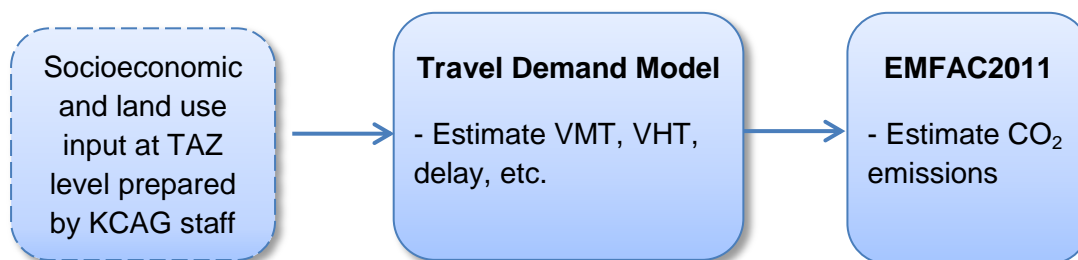 Socioeconomic
and land use
input at TAZ
level prepared
by KCAG staff
Travel Demand Model
- Estimate VMT, VHT,
delay, etc.
EMFAC2011
- Estimate CO₂
emissions